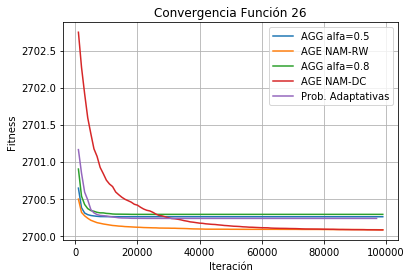 Convergencia Función 26
Fitness
2702.5
2702.0
2701.5
2701.0
2700.5
2700.0
AGG alfa=0.5
AGE NAM-RW
AGG alfa=0.8
AGE NAM-DC
Prob. Adaptativas
0
20000
40000
60000
80000
100000
Iteración